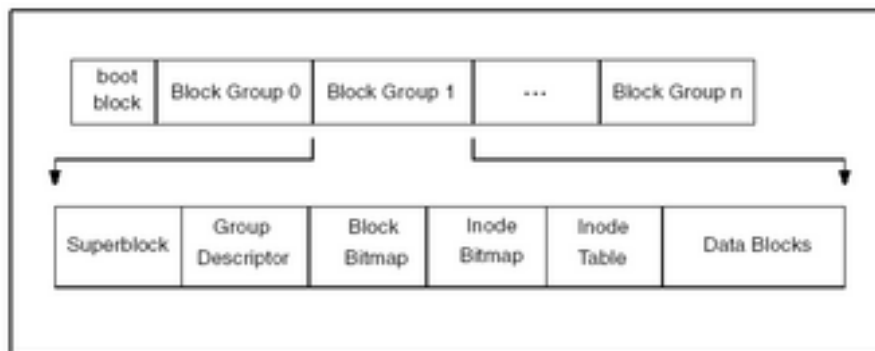 boot
block
Block Group 0
Block Group 1
...
Block Group n
Superblock
Group
Descriptor
Block
Bitmap
Inode
Bitmap
Inode
Table
Data Blocks